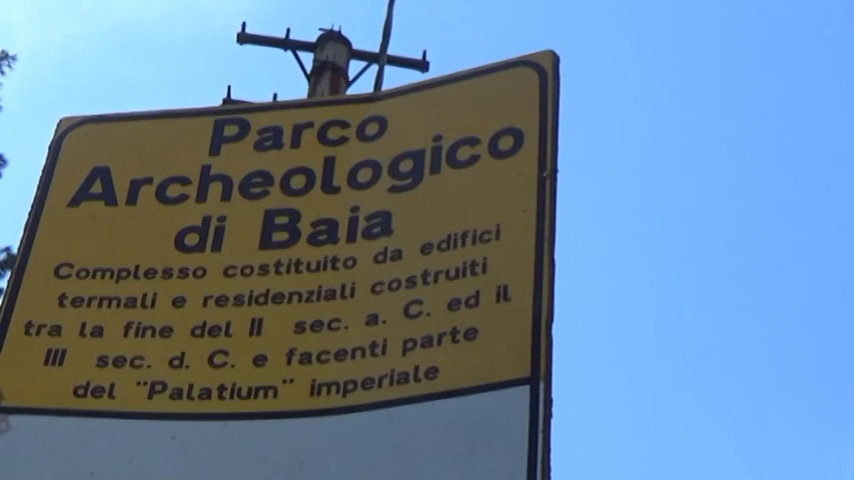 Parco
Archeologico
di Baia
Complesso costituito da edifici
termali e residenziali costruiti
tra la fine del II sec. a. C. ed il
III sec. d. C. e facenti parte
del "Palatium" imperiale